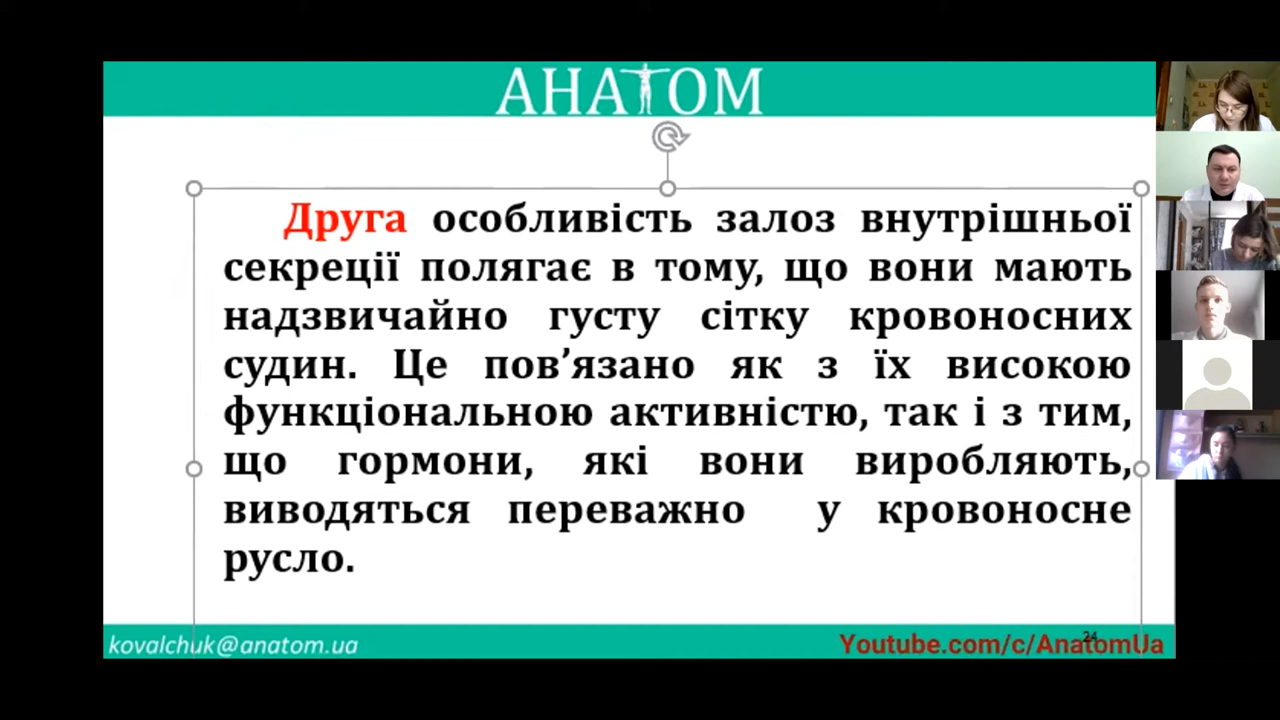 АНАТОМ
Друга особливість залоз внутрішньої
секреції полягає в тому, що вони мають
надзвичайно густу сітку кровоносних
судин. Це пов’язано як з їх високою
функціональною активністю, так і з тим,
що гормони, які вони виробляють,
виводяться переважно у кровоносне
русло.
kovalchuk@anatom.ua
24
Youtube.com/c/AnatomUa